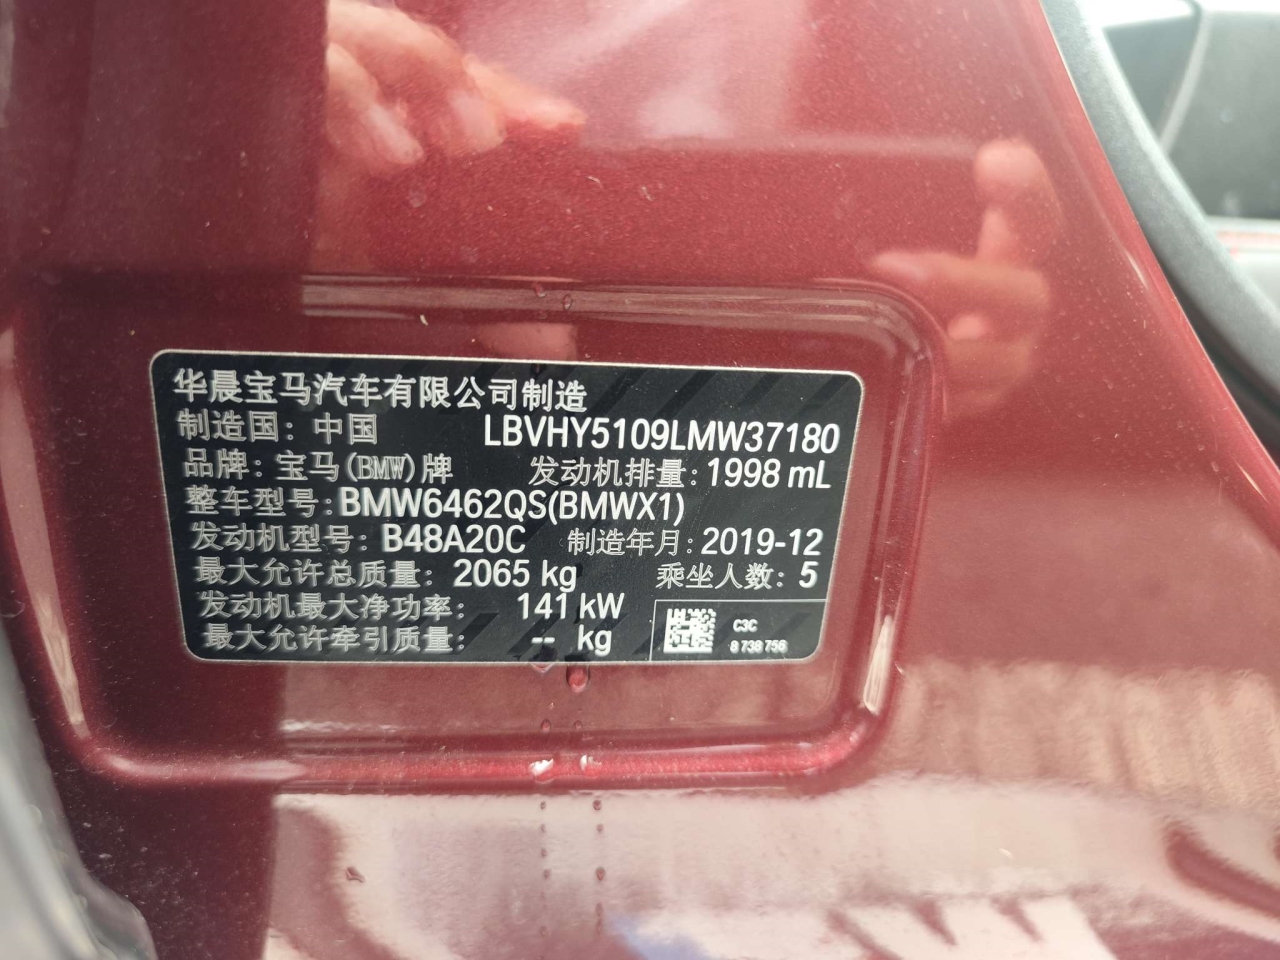 华晨宝马汽车有限公司制造
制造国：中国 LBVHY5109LMW37180
品牌：宝马(BMW)牌 发动机排量：1998 mL
整车型号：BMW6462QS(BMWX1)
发动机型号：B48A20C 制造年月：2019-12
最大允许总质量：2065 kg 乘坐人数：5
发动机最大净功率：141 kW
最大允许牵引质量：-- kg
C3C
8 738 756